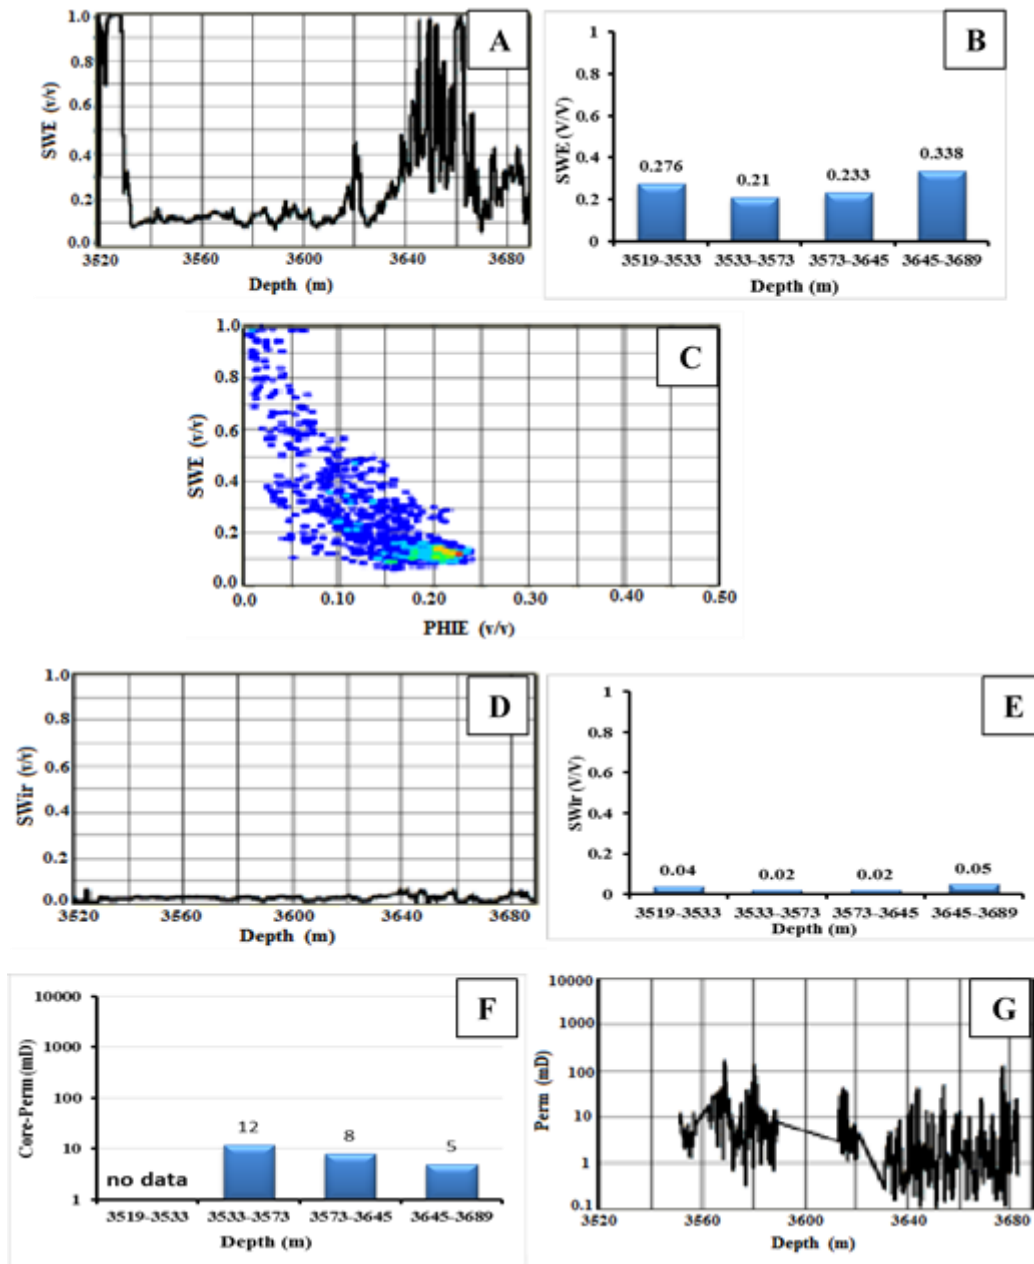 A
SWE (v/v)
1.0
0.8
0.6
0.4
0.2
0.0
3520 3560 3600 3640 3680
Depth (m)
B
SWE (V/V)
1
0.8
0.6
0.4
0.2
0
0.276
0.21
0.233
0.338
3519-3533 3533-3573 3573-3645 3645-3689
Depth (m)
C
SWE (v/v)
1.0
0.8
0.6
0.4
0.2
0.0
0.0 0.10 0.20 0.30 0.40 0.50
PHIE (v/v)
D
SWir (v/v)
1.0
0.8
0.6
0.4
0.2
0.0
3520 3560 3600 3640 3680
Depth (m)
E
SWir (V/V)
1
0.8
0.6
0.4
0.2
0
0.04
0.02
0.02
0.05
3519-3533 3533-3573 3573-3645 3645-3689
Depth (m)
F
Core-Perm(mD)
10000
1000
100
10
1
no data
12
8
5
3519-3533 3533-3573 3573-3645 3645-3689
Depth (m)
G
Perm (mD)
10000
1000
100
10
1
0.1
3520 3560 3600 3640 3680
Depth (m)